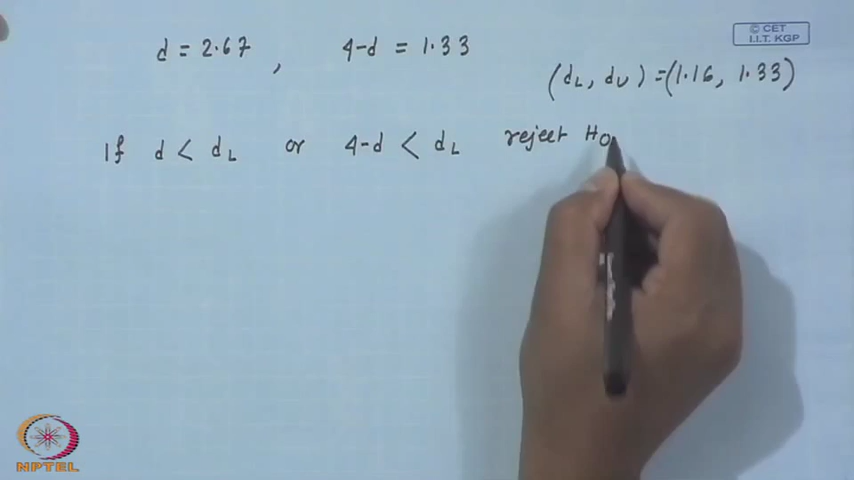 © CET
I.I.T. KGP
d = 2.67 , 4-d = 1.33
(dL, dU) = (1.16, 1.33)
If d < dL or 4-d < dL reject H0
NPTEL